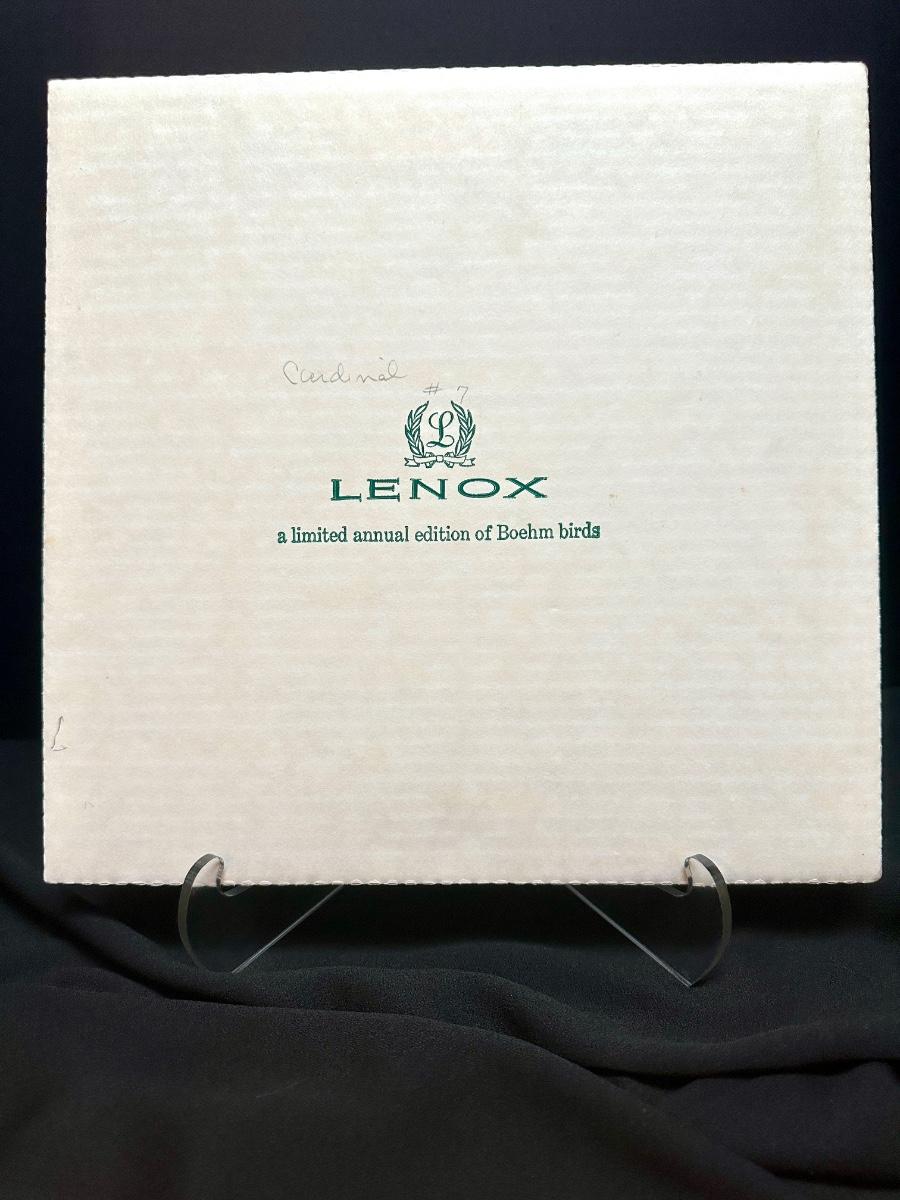 Cardinal
# 7
L
LENOX
a limited annual edition of Boehm birds
L